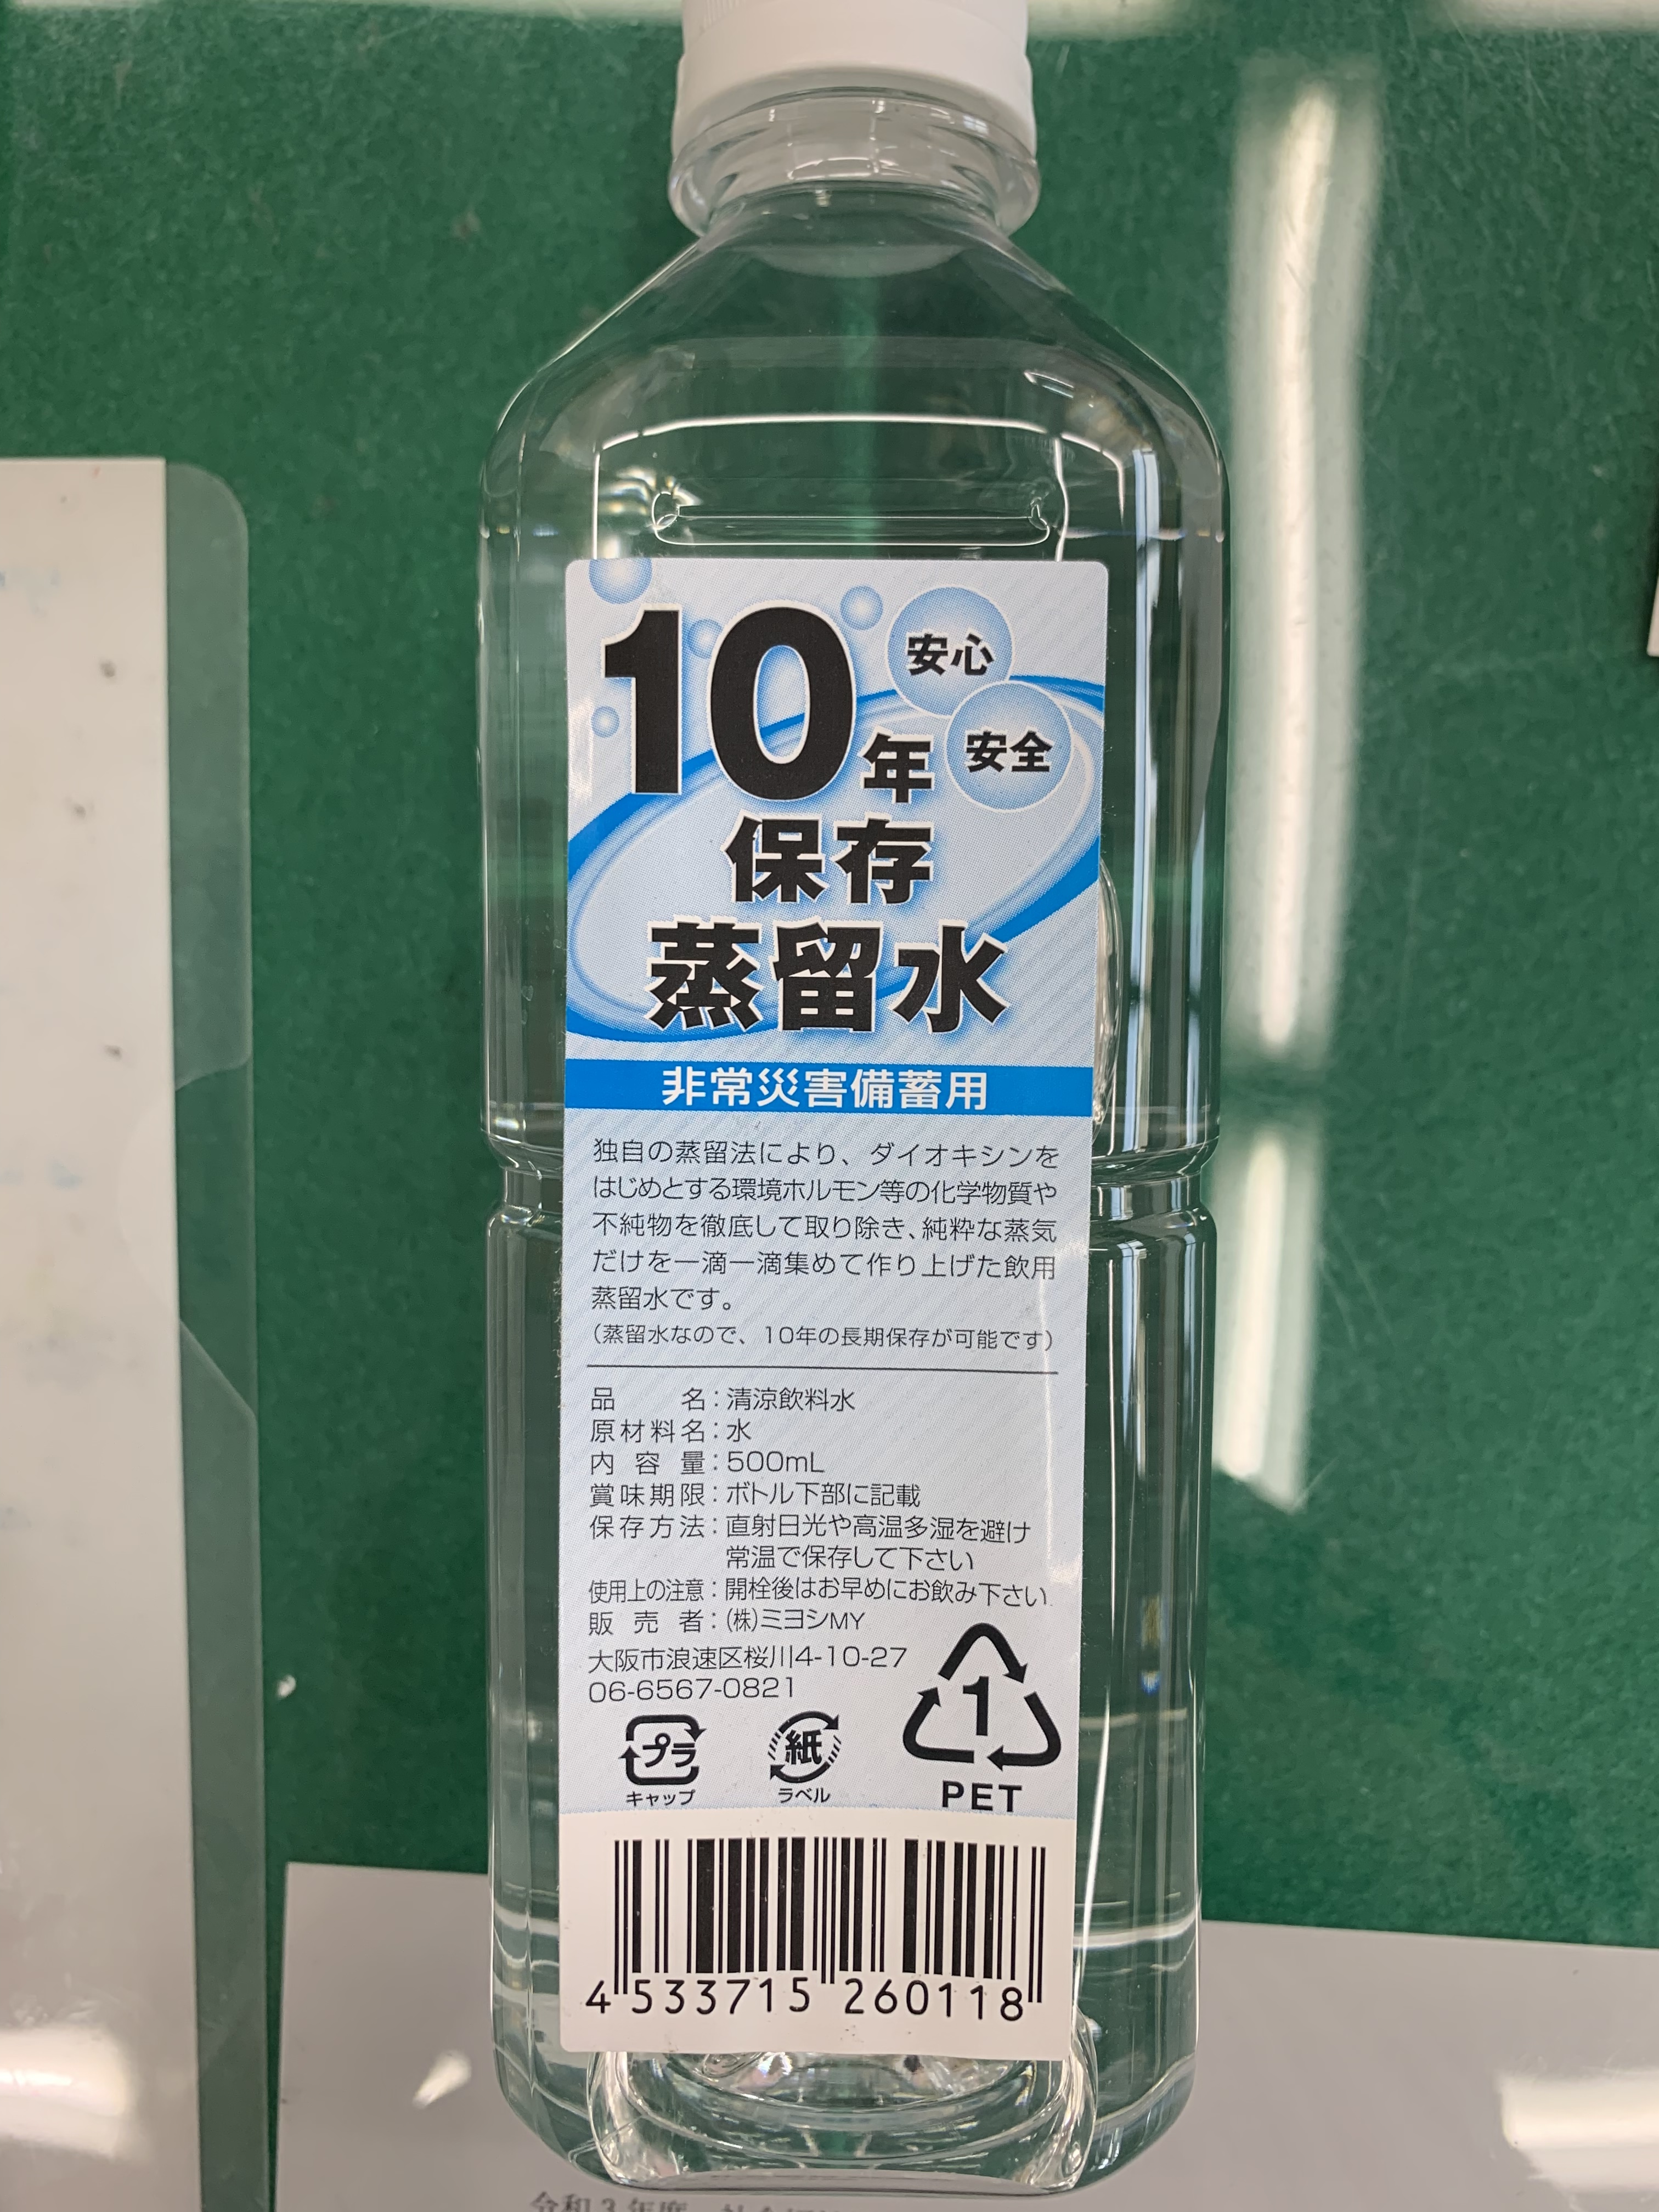 10年
安心
安全
保存
蒸留水
非常災害備蓄用
独自の蒸留法により、ダイオキシンを
はじめとする環境ホルモン等の化学物質や
不純物を徹底して取り除き、純粋な蒸気
だけを一滴一滴集めて作り上げた飲用
蒸留水です。
(蒸留水なので、10年の長期保存が可能です)
品名:清涼飲料水
原材料名:水
内容量:500mL
賞味期限:ボトル下部に記載
保存方法:直射日光や高温多湿を避け
常温で保存して下さい
使用上の注意:開栓後はお早めにお飲み下さい
販売者:(株)ミヨシMY
大阪市浪速区桜川4-10-27
06-6567-0821
プラ
キャップ
紙
ラベル
1
PET
4 533715 260118
令和3年度